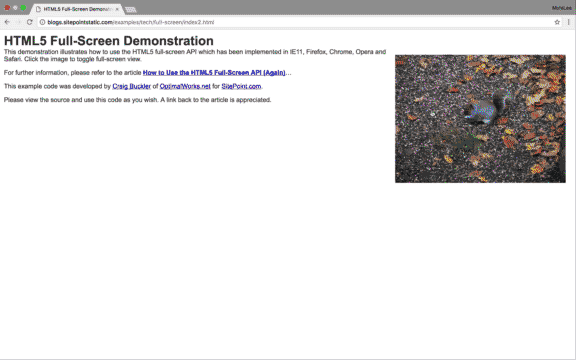 HTML5 Full-Screen Demonstrat
blogs.sitepointstatic.com/examples/tech/full-screen/index2.html
HTML5 Full-Screen Demonstration
This demonstration illustrates how to use the HTML5 full-screen API which has been implemented in IE11, Firefox, Chrome, Opera and
Safari. Click the image to toggle full-screen view.
For further information, please refer to the article How to Use the HTML5 Full-Screen API (Again)...
This example code was developed by Craig Buckler of OptimalWorks.net for SitePoint.com.
Please view the source and use this code as you wish. A link back to the article is appreciated.